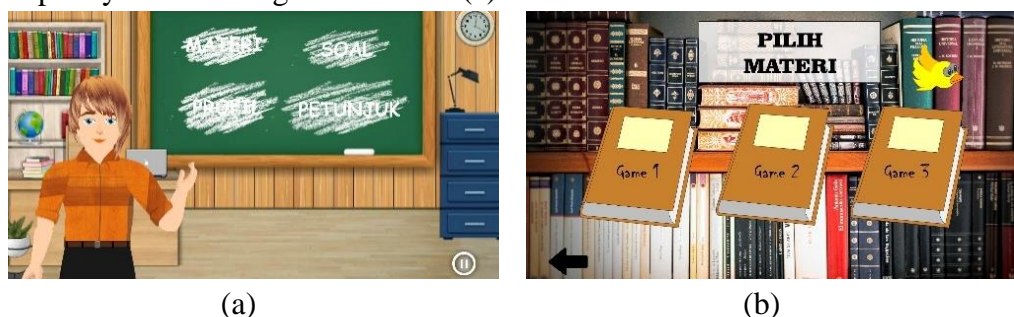 MATERI SOAL
PROFIL PETUNJUK
PILIH
MATERI
Game 1 Game 2 Game 3
(a) (b)